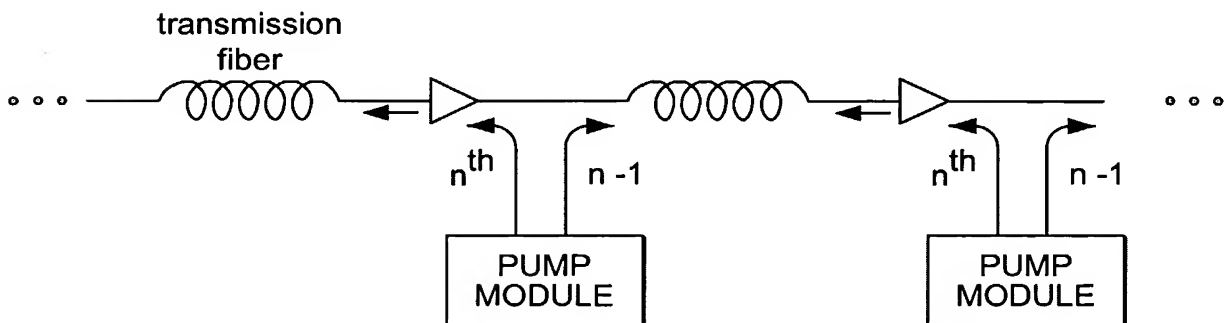 transmission
fiber
nth
n -1
nth
n -1
PUMP
MODULE
PUMP
MODULE